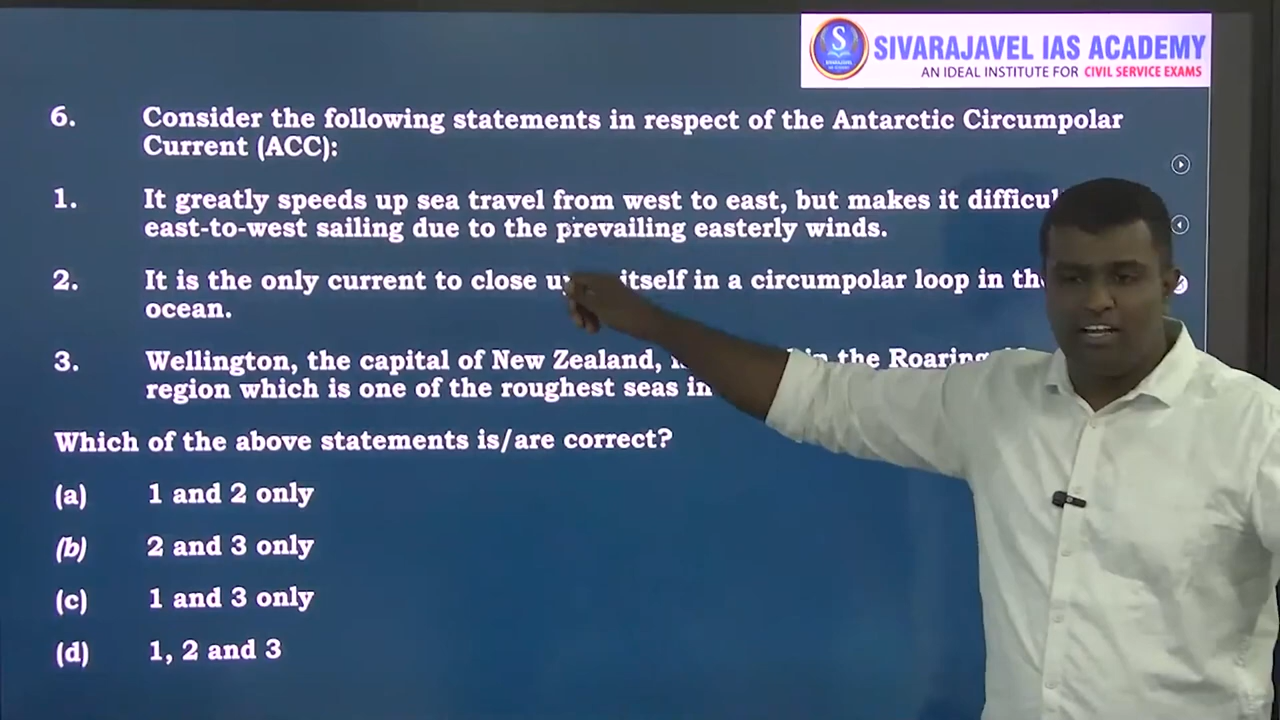 SIVARAJAVEL IAS ACADEMY
AN IDEAL INSTITUTE FOR CIVIL SERVICE EXAMS
6. Consider the following statements in respect of the Antarctic Circumpolar
Current (ACC):
1. It greatly speeds up sea travel from west to east, but makes it
east-to-west sailing due to the prevailing easterly winds.
2. It is the only current to close itself in a circumpolar loop in
ocean.
3. Wellington, the capital of New Zealand, the Roaring
region which is one of the roughest seas in
Which of the above statements is/are correct?
(a) 1 and 2 only
(b) 2 and 3 only
(c) 1 and 3 only
(d) 1, 2 and 3